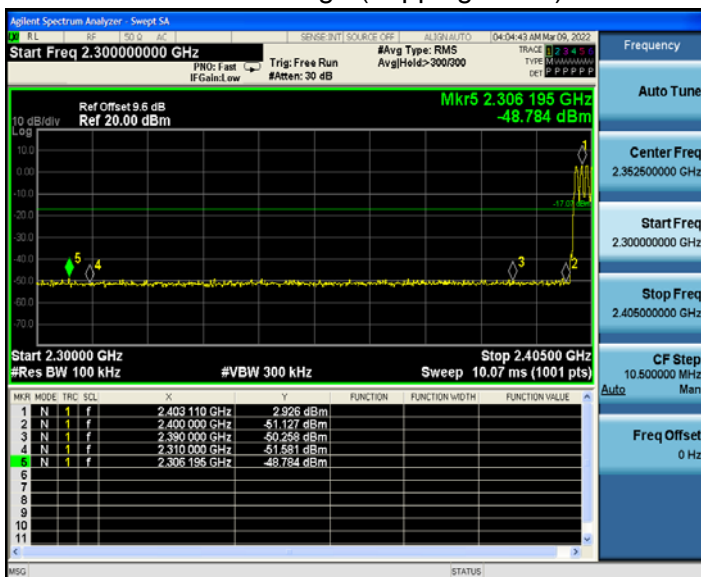 Agilent Spectrum Analyzer - Swept SA
RL RF 50 Ω AC SENSE:INT SOURCE OFF ALIGN AUTO 04:04:43 AM Mar 09, 2022
Start Freq 2.300000000 GHz
PNO: Fast
IFGain:Low
Trig: Free Run
#Atten: 30 dB
#Avg Type: RMS
Avg|Hold:>300/300
TRACE 1 2 3 4 5 6
TYPE M
DET P P P P P P
Ref Offset 9.6 dB
10 dB/div Ref 20.00 dBm
Log
Mkr5 2.306 195 GHz
-48.784 dBm
10.0
0.00
-10.0
-20.0
-30.0
-40.0
-50.0
-60.0
-70.0
1
5
4
3
2
Start 2.30000 GHz Stop 2.40500 GHz
#Res BW 100 kHz #VBW 300 kHz Sweep 10.07 ms (1001 pts)
MKR MODE TRC SCL X Y FUNCTION FUNCTION WIDTH FUNCTION VALUE
1 N 1 f 2.403 110 GHz 2.926 dBm
2 N 1 f 2.400 000 GHz -51.127 dBm
3 N 1 f 2.390 000 GHz -50.258 dBm
4 N 1 f 2.310 000 GHz -51.581 dBm
5 N 1 f 2.306 195 GHz -48.784 dBm
6
7
8
9
10
11
MSG STATUS
Frequency
Auto Tune
Center Freq
2.352500000 GHz
Start Freq
2.300000000 GHz
Stop Freq
2.405000000 GHz
CF Step
10.500000 MHz
Auto Man
Freq Offset
0 Hz